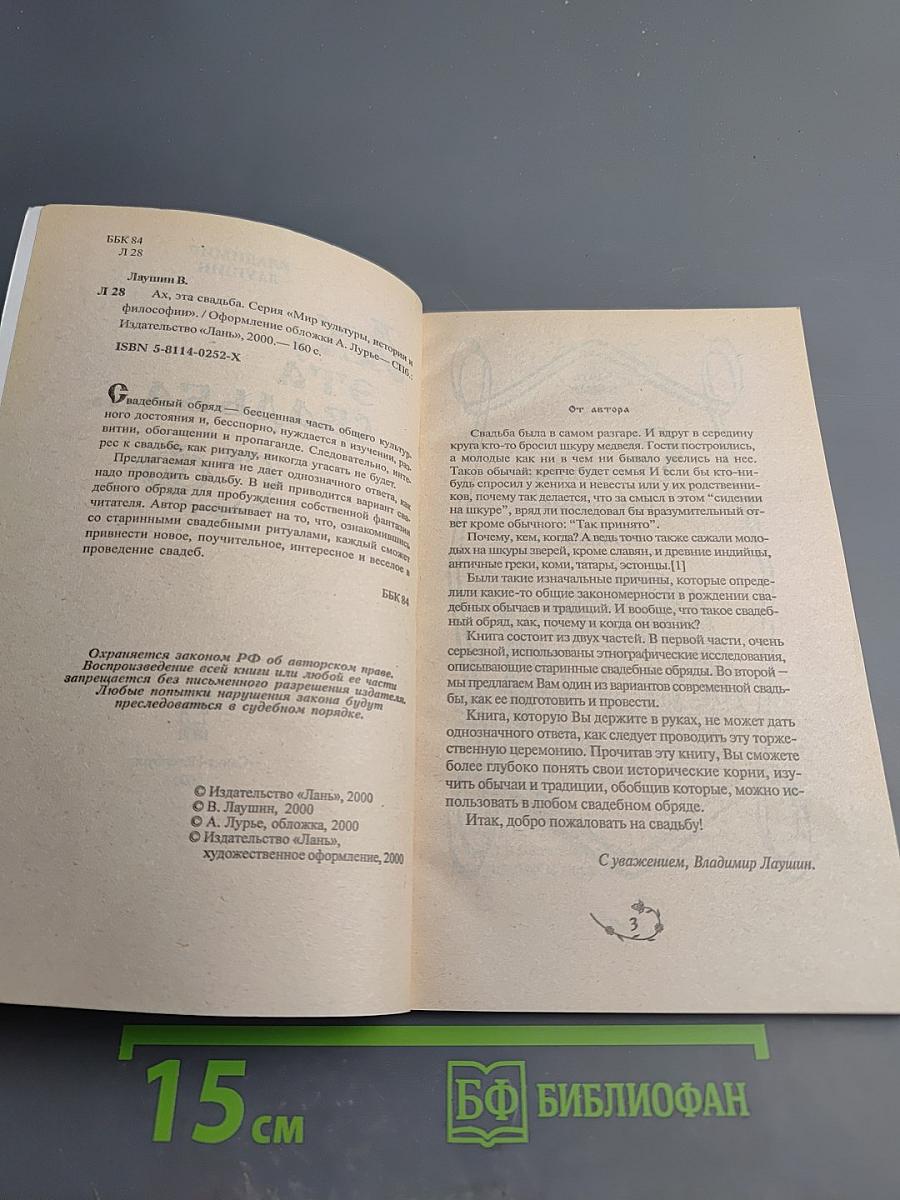 ББК 84
Л 28
Лаушин В.
Л 28 Ах, эта свадьба. Серия «Мир культуры, истории и
философии». / Оформление обложки А. Лурье— СПб.:
Издательство «Лань», 2000.— 160 с.
ISBN 5-8114-0252-X
Свадебный обряд — бесценная часть общего культур-
ного достояния и, бесспорно, нуждается в изучении, раз-
витии, обогащении и пропаганде. Следовательно, инте-
рес к свадьбе, как ритуалу, никогда угасать не будет.
Предлагаемая книга не дает однозначного ответа, как
надо проводить свадьбу. В ней приводится вариант сва-
дебного обряда для пробуждения собственной фантазии
читателя. Автор рассчитывает на то, что, ознакомившись
со старинными свадебными ритуалами, каждый сможет
привнести новое, поучительное, интересное и веселое в
проведение свадеб.
ББК 84
Охраняется законом РФ об авторском праве.
Воспроизведение всей книги или любой ее части
запрещается без письменного разрешения издателя.
Любые попытки нарушения закона будут
преследоваться в судебном порядке.
© Издательство «Лань», 2000
© В. Лаушин, 2000
© А. Лурье, обложка, 2000
© Издательство «Лань»,
художественное оформление, 2000
От автора
Свадьба была в самом разгаре. И вдруг в середину
круга кто-то бросил шкуру медведя. Гости построились,
а молодые как ни в чем ни бывало уселись на нее.
Таков обычай: крепче будет семья И если бы кто-ни-
будь спросил у жениха и невесты или у их родственни-
ков, почему так делается, что за смысл в этом “сидении
на шкуре”, вряд ли последовал бы вразумительный от-
вет кроме обычного: “Так принято”.
Почему, кем, когда? А ведь точно также сажали моло-
дых на шкуры зверей, кроме славян, и древние индийцы,
античные греки, коми, татары, эстонцы.[1]
Были такие изначальные причины, которые опреде-
лили какие-то общие закономерности в рождении сва-
дебных обычаев и традиций. И вообще, что такое свадеб-
ный обряд, как, почему и когда он возник?
Книга состоит из двух частей. В первой части, очень
серьезной, использованы этнографические исследования,
описывающие старинные свадебные обряды. Во второй —
мы предлагаем Вам один из вариантов современной свадь-
бы, как ее подготовить и провести.
Книга, которую Вы держите в руках, не может дать
однозначного ответа, как следует проводить эту торже-
ственную церемонию. Прочитав эту книгу, Вы сможете
более глубоко понять свои исторические корни, изу-
чить обычаи и традиции, обобщив которые, можно ис-
пользовать в любом свадебном обряде.
Итак, добро пожаловать на свадьбу!
С уважением, Владимир Лаушин.
3
15 см
БФ БИБЛИОФАН